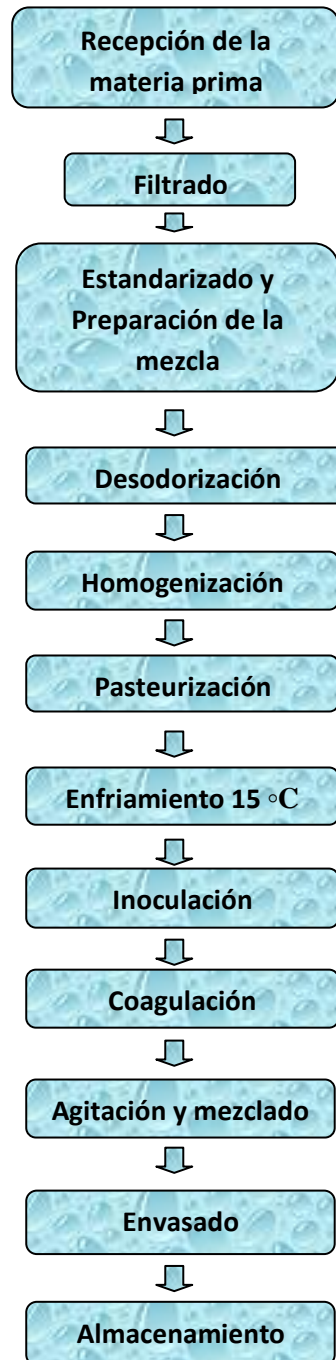 Recepción de la
materia prima
Filtrado
Estandarizado y
Preparación de la
mezcla
Desodorización
Homogenización
Pasteurización
Enfriamiento 15 °C
Inoculación
Coagulación
Agitación y mezclado
Envasado
Almacenamiento